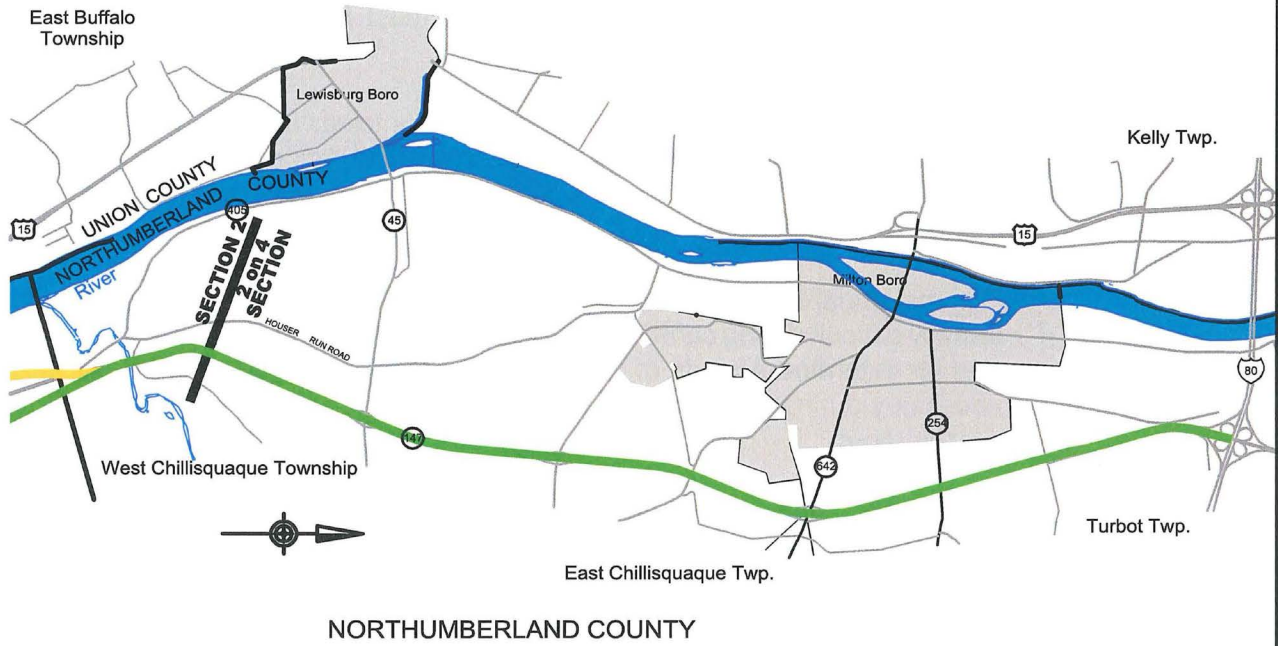 East Buffalo
Township
Lewisburg Boro
Kelly Twp.
UNION COUNTY
NORTHUMBERLAND COUNTY
15
405
45
15
River
SECTION 2
2 on 4
SECTION
Milton Boro
HOUSER RUN ROAD
80
147
254
642
West Chillisquaque Township
Turbot Twp.
East Chillisquaque Twp.
NORTHUMBERLAND COUNTY